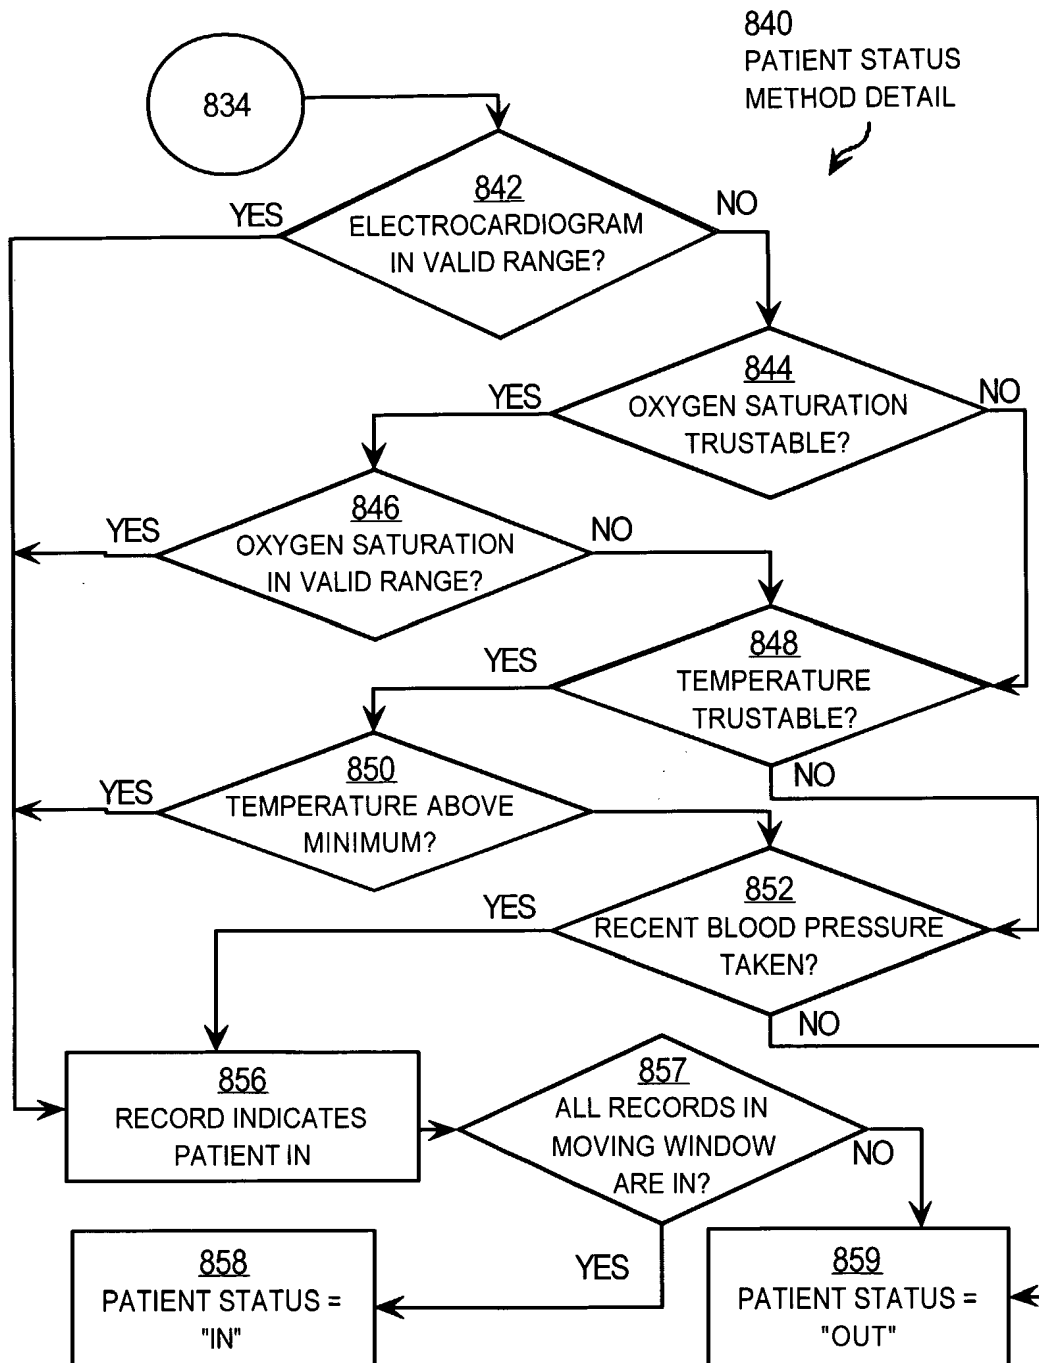 840
PATIENT STATUS
METHOD DETAIL
834
842
ELECTROCARDIOGRAM
IN VALID RANGE?
YES
NO
844
OXYGEN SATURATION
TRUSTABLE?
YES
NO
846
OXYGEN SATURATION
IN VALID RANGE?
YES
NO
848
TEMPERATURE
TRUSTABLE?
YES
NO
850
TEMPERATURE ABOVE
MINIMUM?
YES
852
RECENT BLOOD PRESSURE
TAKEN?
YES
NO
856
RECORD INDICATES
PATIENT IN
857
ALL RECORDS IN
MOVING WINDOW
ARE IN?
NO
YES
858
PATIENT STATUS =
"IN"
859
PATIENT STATUS =
"OUT"